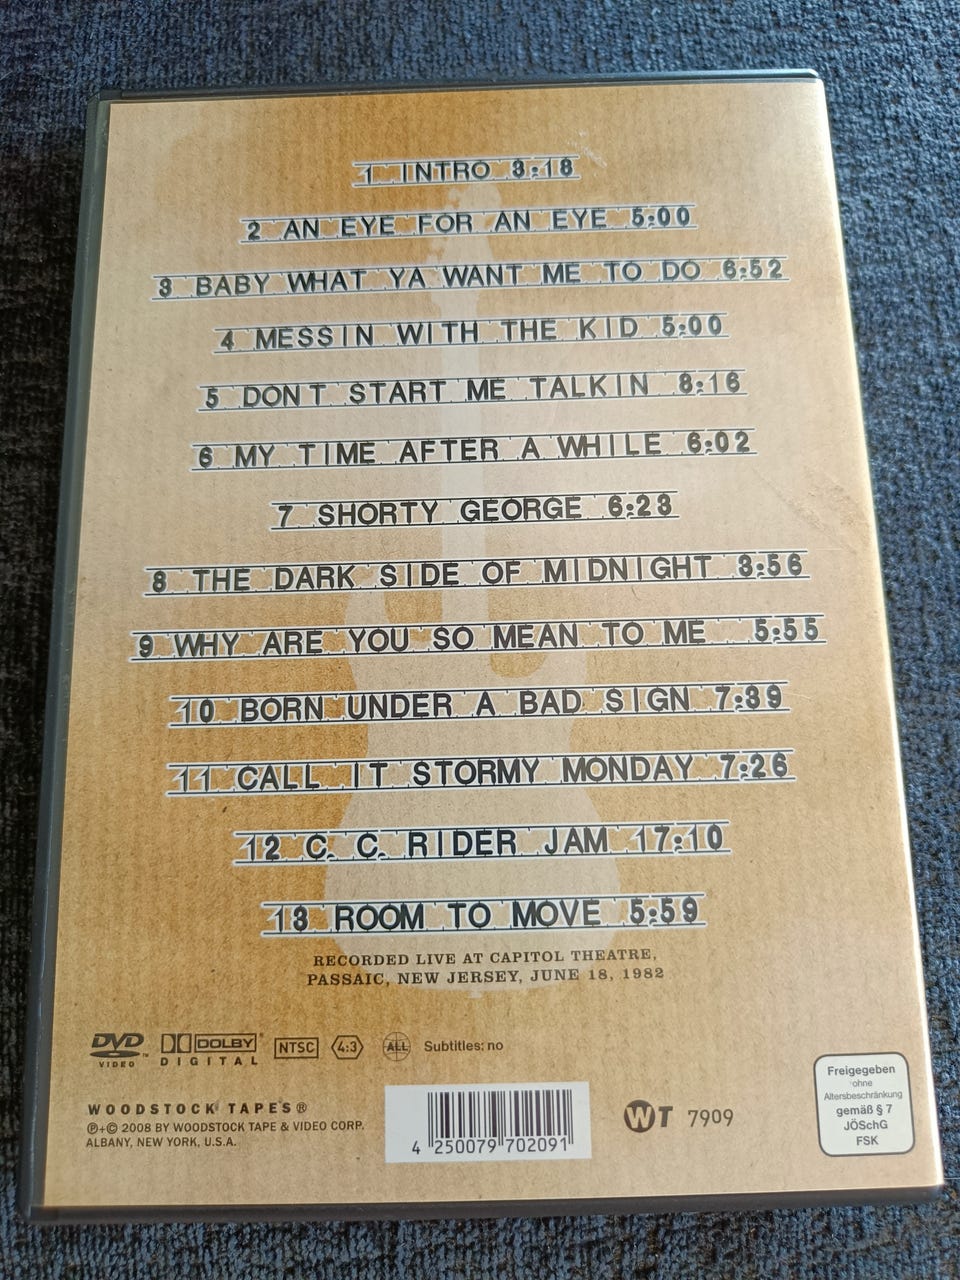 1 INTRO 3:18
2 AN EYE FOR AN EYE 5:00
3 BABY WHAT YA WANT ME TO DO 6:52
4 MESSIN WITH THE KID 5:00
5 DON T START ME TALKIN 8:16
6 MY TIME AFTER A WHILE 6:02
7 SHORTY GEORGE 6:23
8 THE DARK SIDE OF MIDNIGHT 3:56
9 WHY ARE YOU SO MEAN TO ME 5:55
10 BORN UNDER A BAD SIGN 7:39
11 CALL IT STORMY MONDAY 7:26
12 C. C. RIDER JAM 17:10
13 ROOM TO MOVE 5:59
RECORDED LIVE AT CAPITOL THEATRE,
PASSAIC, NEW JERSEY, JUNE 18, 1982
DVD VIDEO™ DOLBY® DIGITAL NTSC 4:3 ALL Subtitles: no
WOODSTOCK TAPES®
℗+© 2008 BY WOODSTOCK TAPE & VIDEO CORP.
ALBANY, NEW YORK, U.S.A.
4 250079 702091
WT 7909
Freigegeben
ohne
Altersbeschränkung
gemäß § 7
JÖSchG
FSK